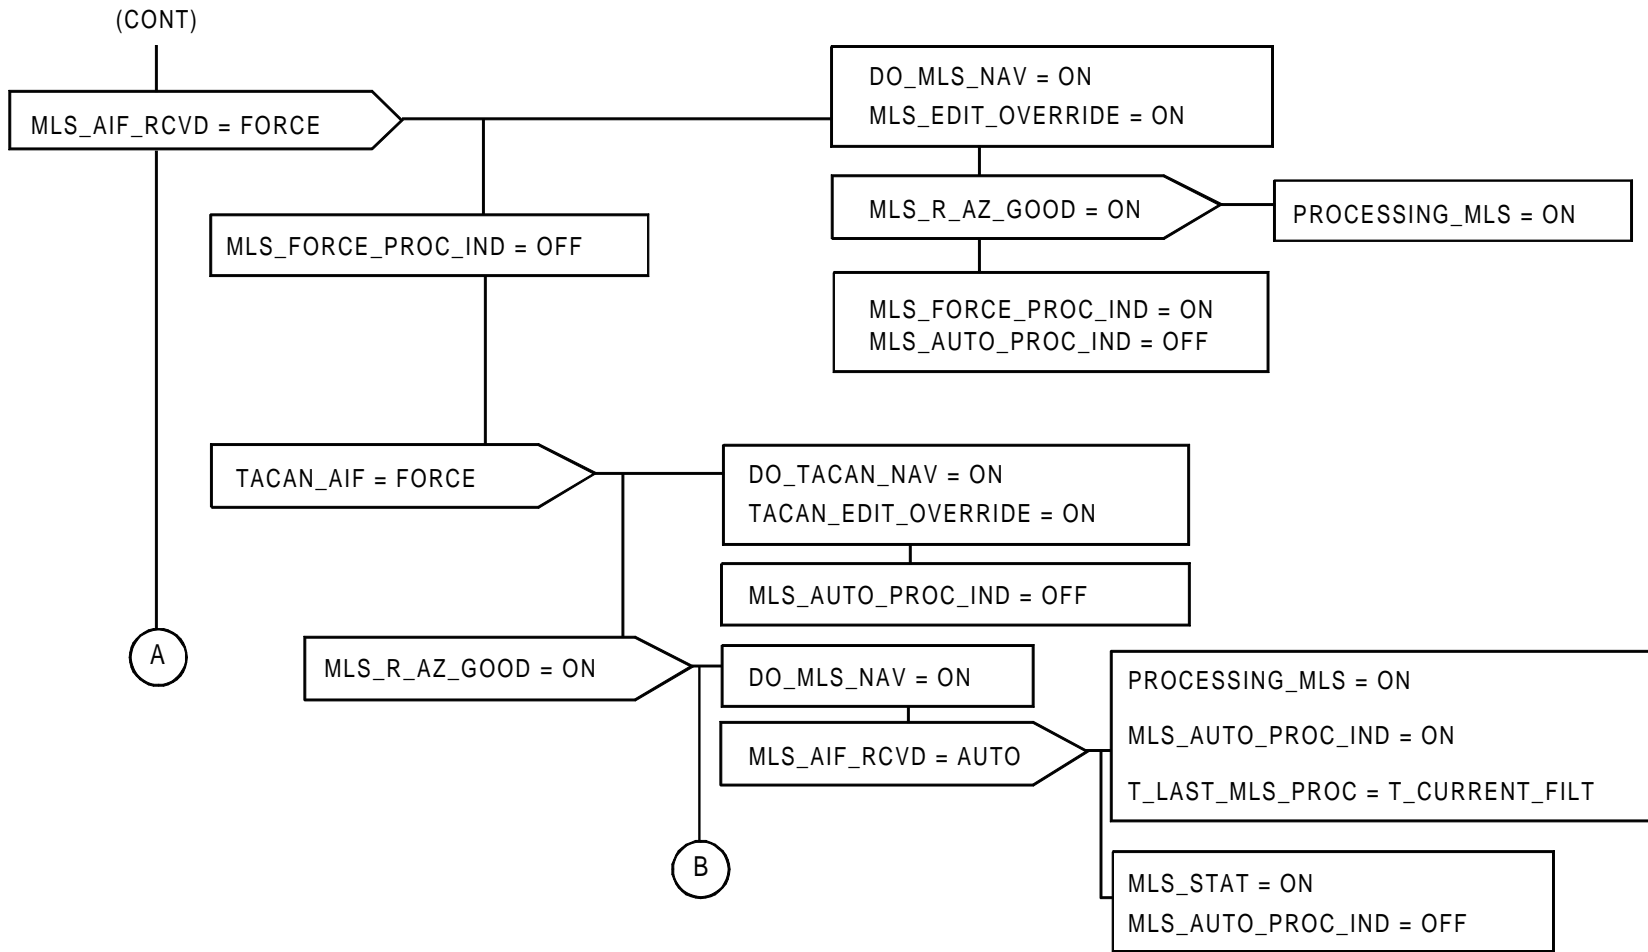 (CONT)
MLS_AIF_RCVD = FORCE
DO_MLS_NAV = ON
MLS_EDIT_OVERRIDE = ON
MLS_R_AZ_GOOD = ON
PROCESSING_MLS = ON
MLS_FORCE_PROC_IND = OFF
MLS_FORCE_PROC_IND = ON
MLS_AUTO_PROC_IND = OFF
TACAN_AIF = FORCE
DO_TACAN_NAV = ON
TACAN_EDIT_OVERRIDE = ON
MLS_AUTO_PROC_IND = OFF
A
MLS_R_AZ_GOOD = ON
DO_MLS_NAV = ON
PROCESSING_MLS = ON
MLS_AUTO_PROC_IND = ON
T_LAST_MLS_PROC = T_CURRENT_FILT
MLS_AIF_RCVD = AUTO
B
MLS_STAT = ON
MLS_AUTO_PROC_IND = OFF